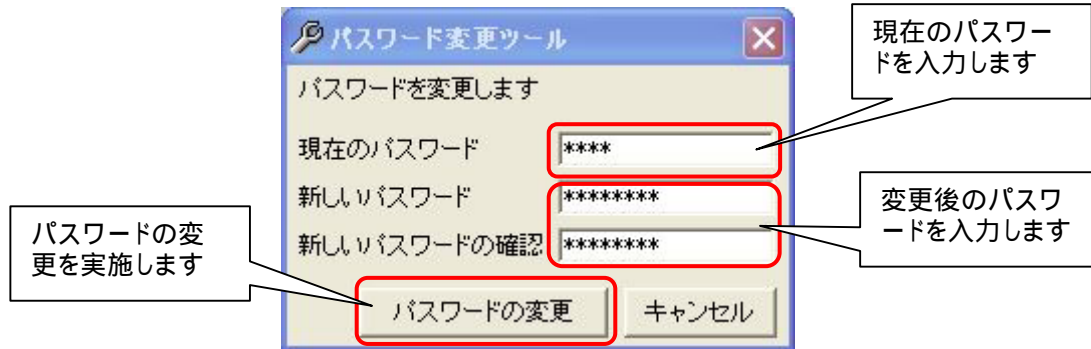 パスワード変更ツール
現在のパスワー
ドを入力します
パスワードを変更します
現在のパスワード
****
新しいパスワード
********
変更後のパスワ
ードを入力します
新しいパスワードの確認
********
パスワードの変
更を実施します
パスワードの変更
キャンセル